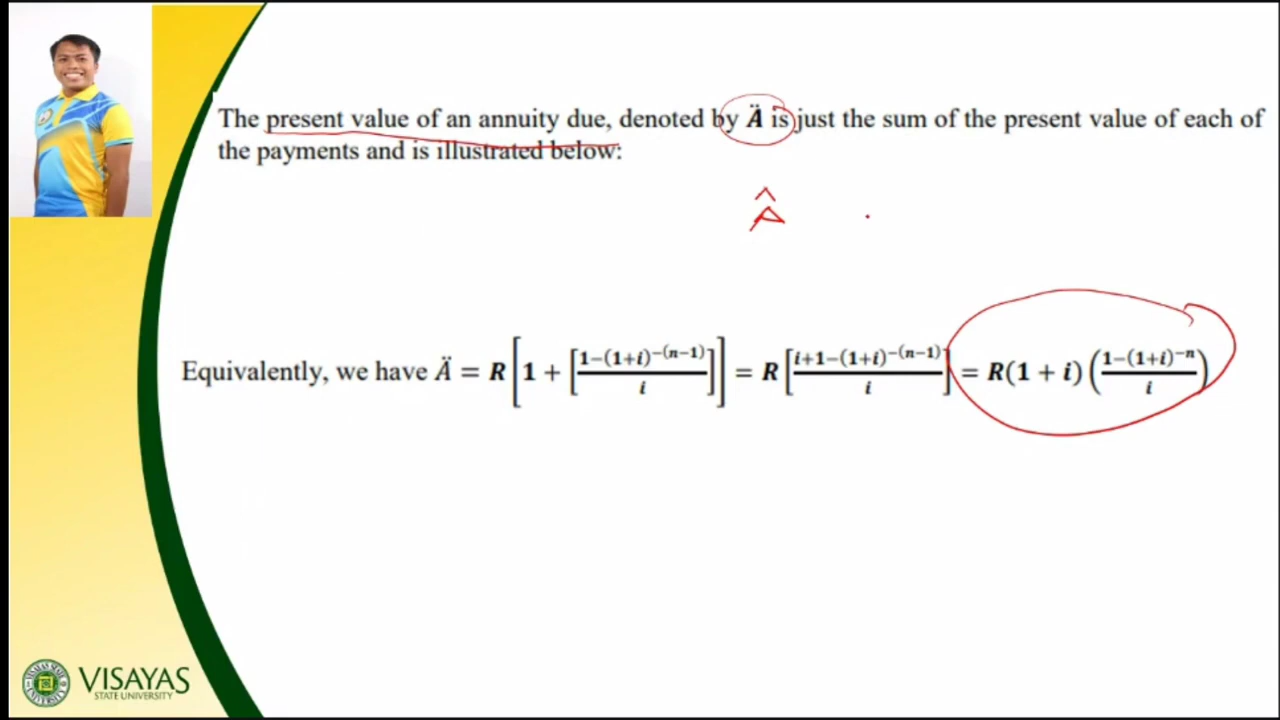 The present value of an annuity due, denoted by Ä is just the sum of the present value of each of
the payments and is illustrated below:
Â
Equivalently, we have Ä = R[1 + [1−(1+i)^−(n−1)/i]] = R[i+1−(1+i)^−(n−1)/i] = R(1 + i)(1−(1+i)^−n/i)
VISAYAS
STATE UNIVERSITY